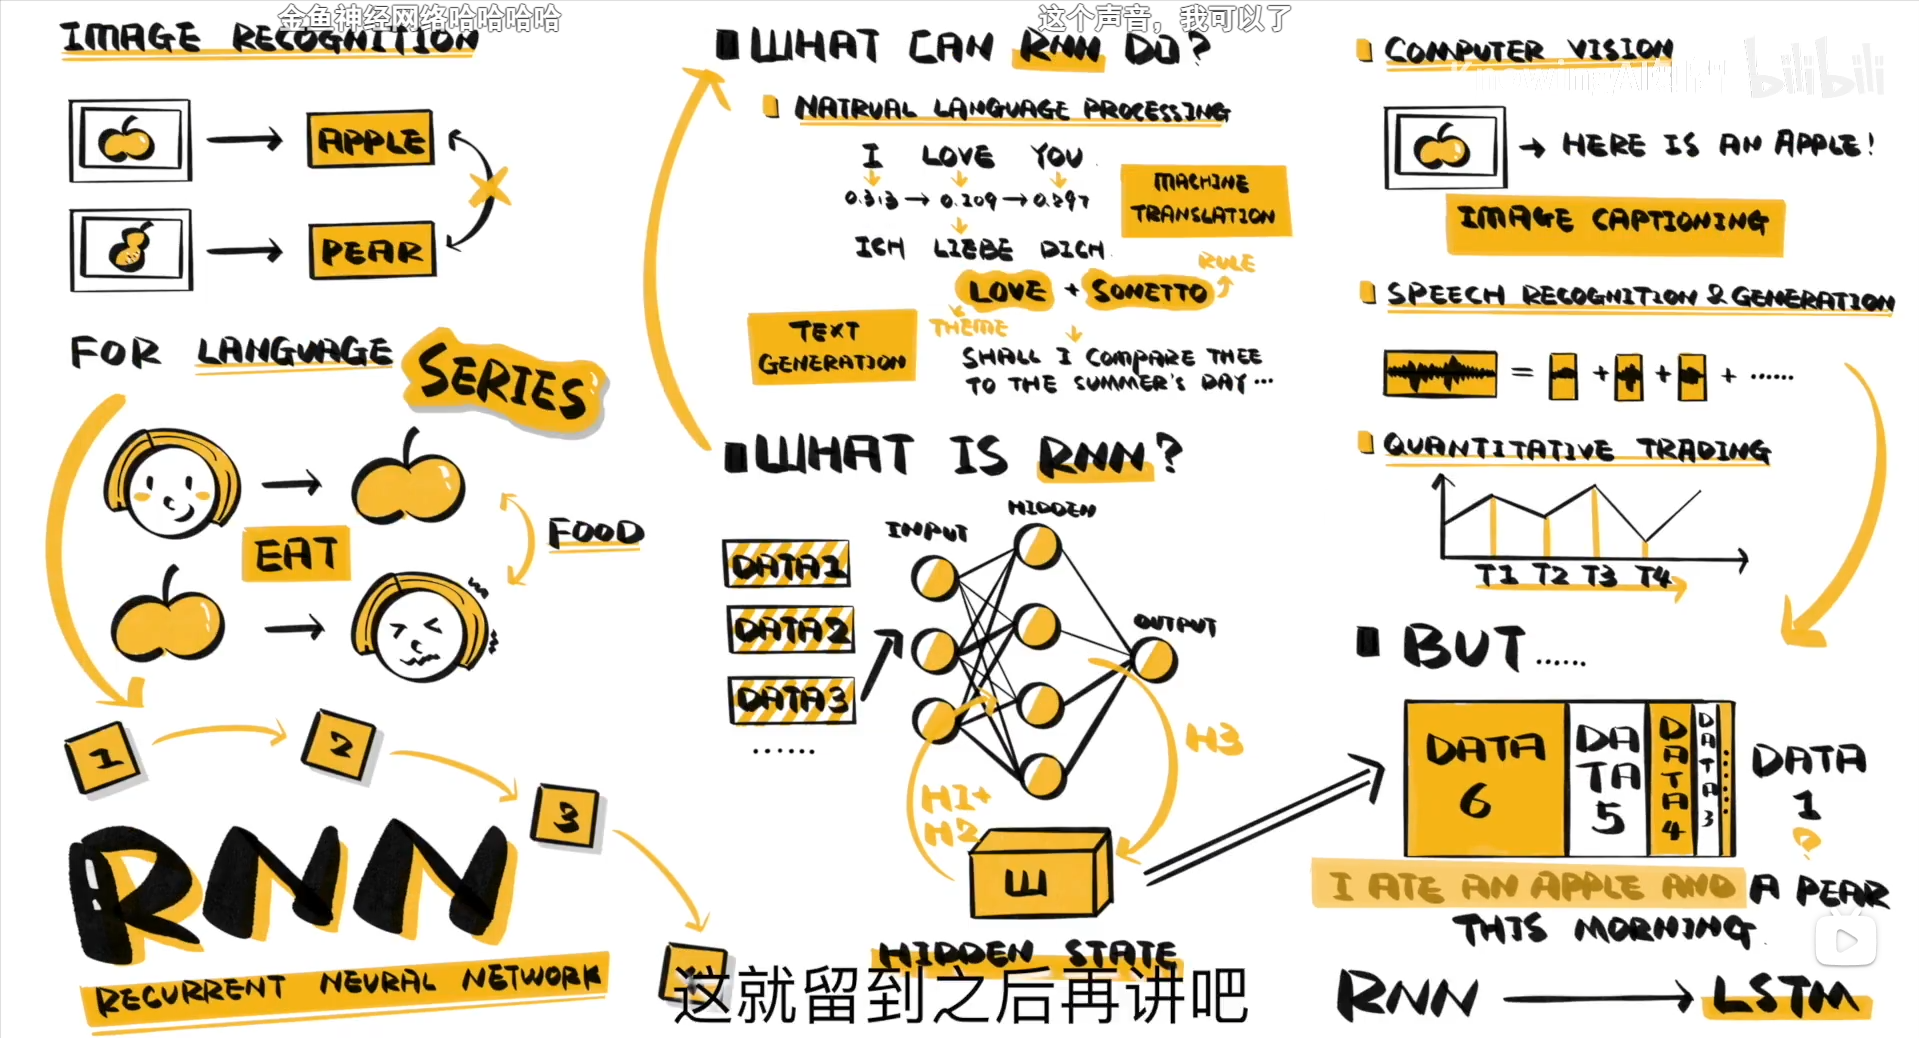 金鱼神经网络哈哈哈哈
这个声音，我可以了
IMAGE RECOGNITION
APPLE
PEAR
FOR LANGUAGE
SERIES
EAT
FOOD
1
2
3
RNN
RECURRENT NEURAL NETWORK
WHAT CAN RNN DO?
NATRUAL LANGUAGE PROCESSING
I LOVE YOU
0.313 → 0.209 → 0.897
ICH LIEBE DICH
MACHINE
TRANSLATION
RULE
LOVE + SONETTO
THEME
TEXT
GENERATION
SHALL I COMPARE THEE
TO THE SUMMER'S DAY ...
WHAT IS RNN?
INPUT
HIDDEN
OUTPUT
DATA1
DATA2
DATA3
......
H3
H1+
H2
W
HIDDEN STATE
COMPUTER VISION
bilibili
→ HERE IS AN APPLE!
IMAGE CAPTIONING
SPEECH RECOGNITION & GENERATION
= + + + ......
QUANTITATIVE TRADING
T1 T2 T3 T4
BUT......
DATA
6
DATA
5
DATA
4
DATA
3
DATA
1
?
I ATE AN APPLE AND A PEAR
THIS MORNING
RNN → LSTM
这就留到之后再讲吧